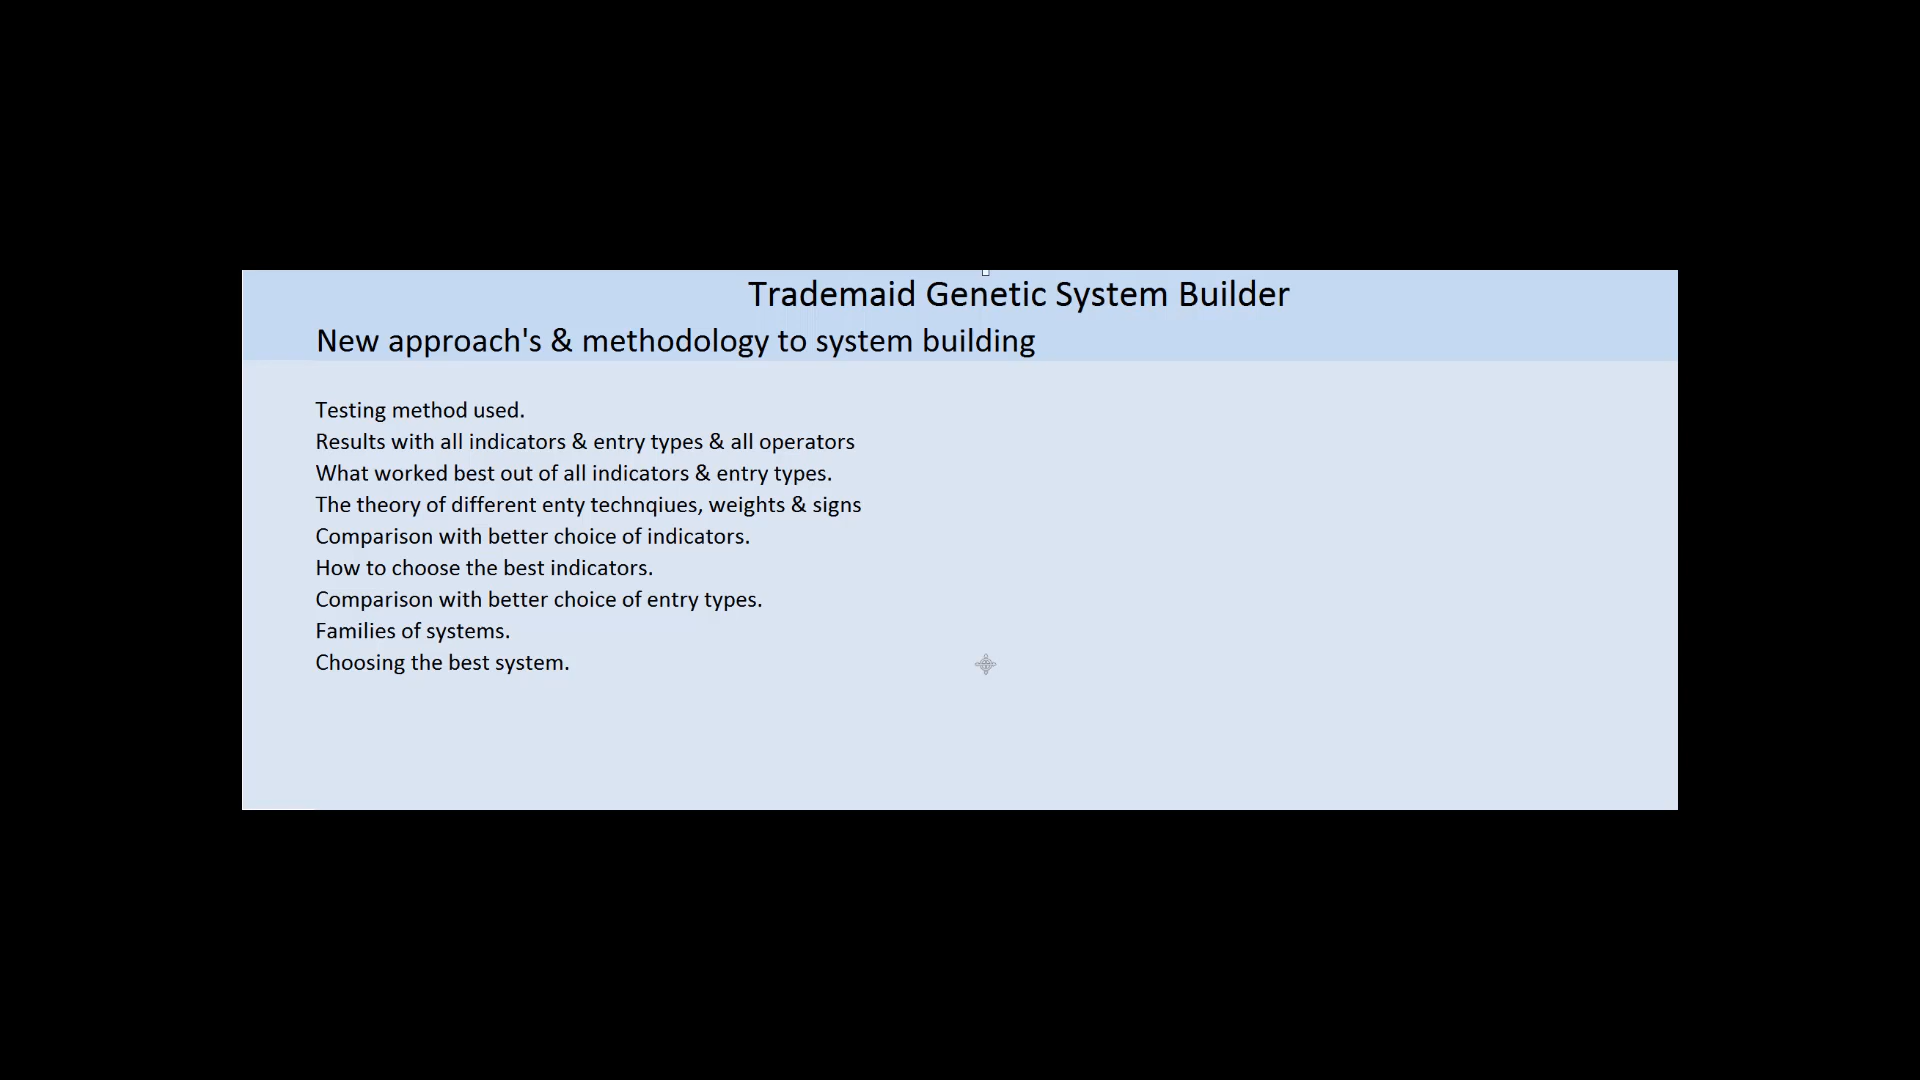 Trademaid Genetic System Builder
New approach's & methodology to system building
Testing method used.
Results with all indicators & entry types & all operators
What worked best out of all indicators & entry types.
The theory of different enty technqiues, weights & signs
Comparison with better choice of indicators.
How to choose the best indicators.
Comparison with better choice of entry types.
Families of systems.
Choosing the best system.